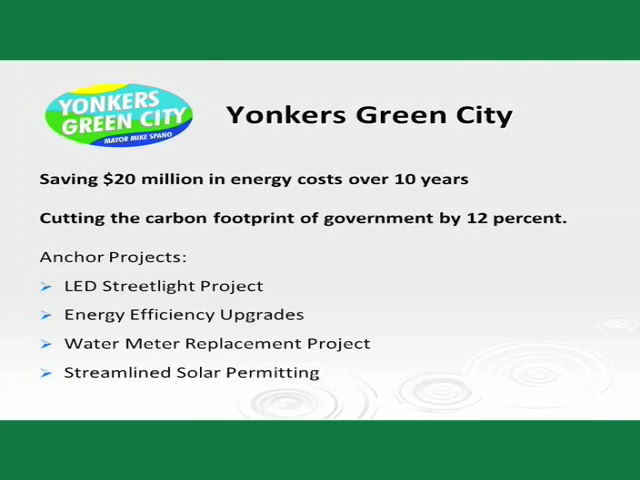 YONKERS
GREEN CITY
MAYOR MIKE SPANO
Yonkers Green City
Saving $20 million in energy costs over 10 years
Cutting the carbon footprint of government by 12 percent.
Anchor Projects:
LED Streetlight Project
Energy Efficiency Upgrades
Water Meter Replacement Project
Streamlined Solar Permitting